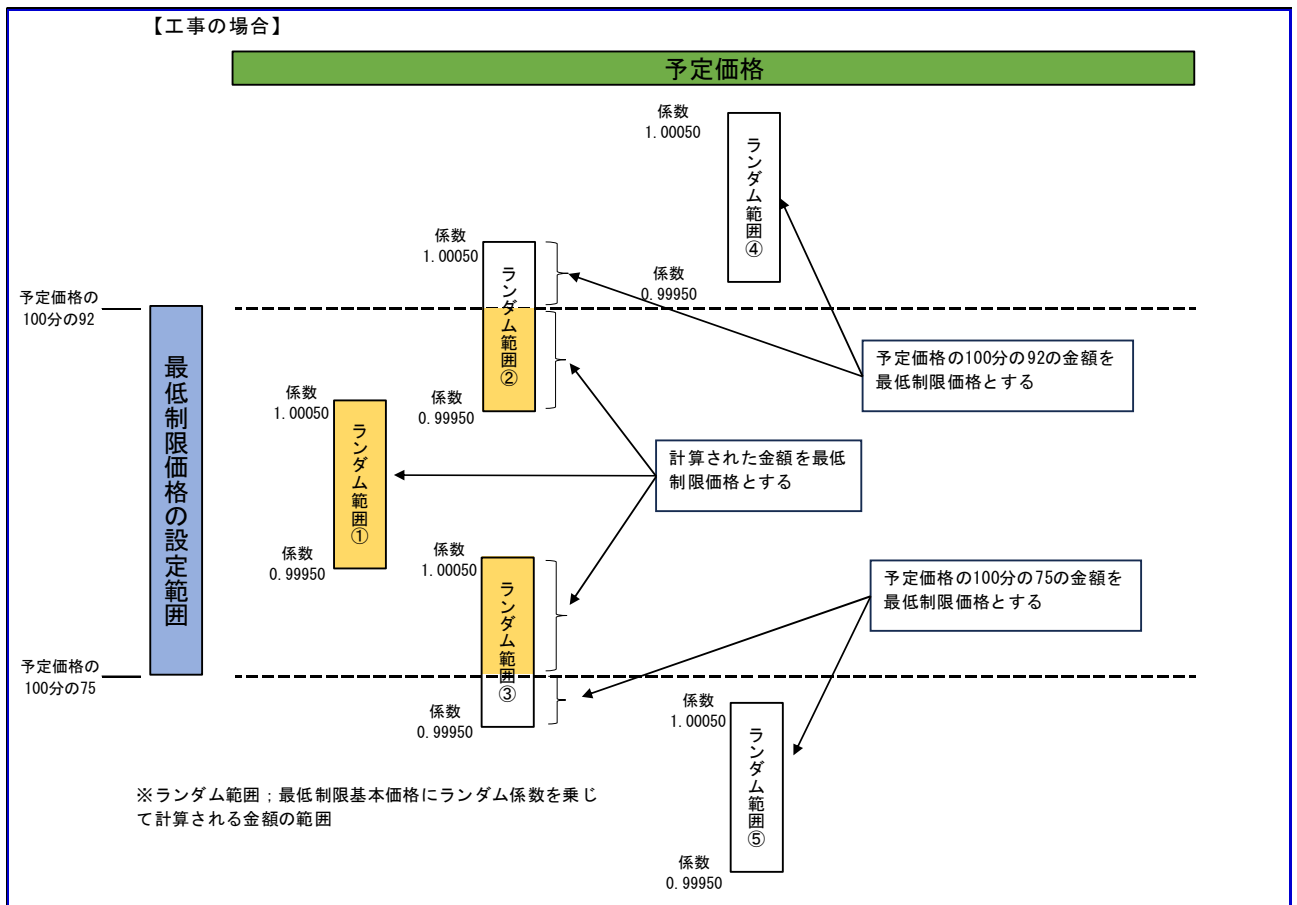 【工事の場合】
予定価格
係数
1.00050
ランダム範囲④
係数
0.99950
係数
1.00050
ランダム範囲②
係数
0.99950
予定価格の
100分の92
最低制限価格の設定範囲
予定価格の100分の92の金額を
最低制限価格とする
係数
1.00050
ランダム範囲①
係数
0.99950
計算された金額を最低
制限価格とする
係数
1.00050
ランダム範囲③
係数
0.99950
予定価格の100分の75の金額を
最低制限価格とする
予定価格の
100分の75
係数
1.00050
ランダム範囲⑤
係数
0.99950
※ランダム範囲；最低制限基本価格にランダム係数を乗じ
て計算される金額の範囲